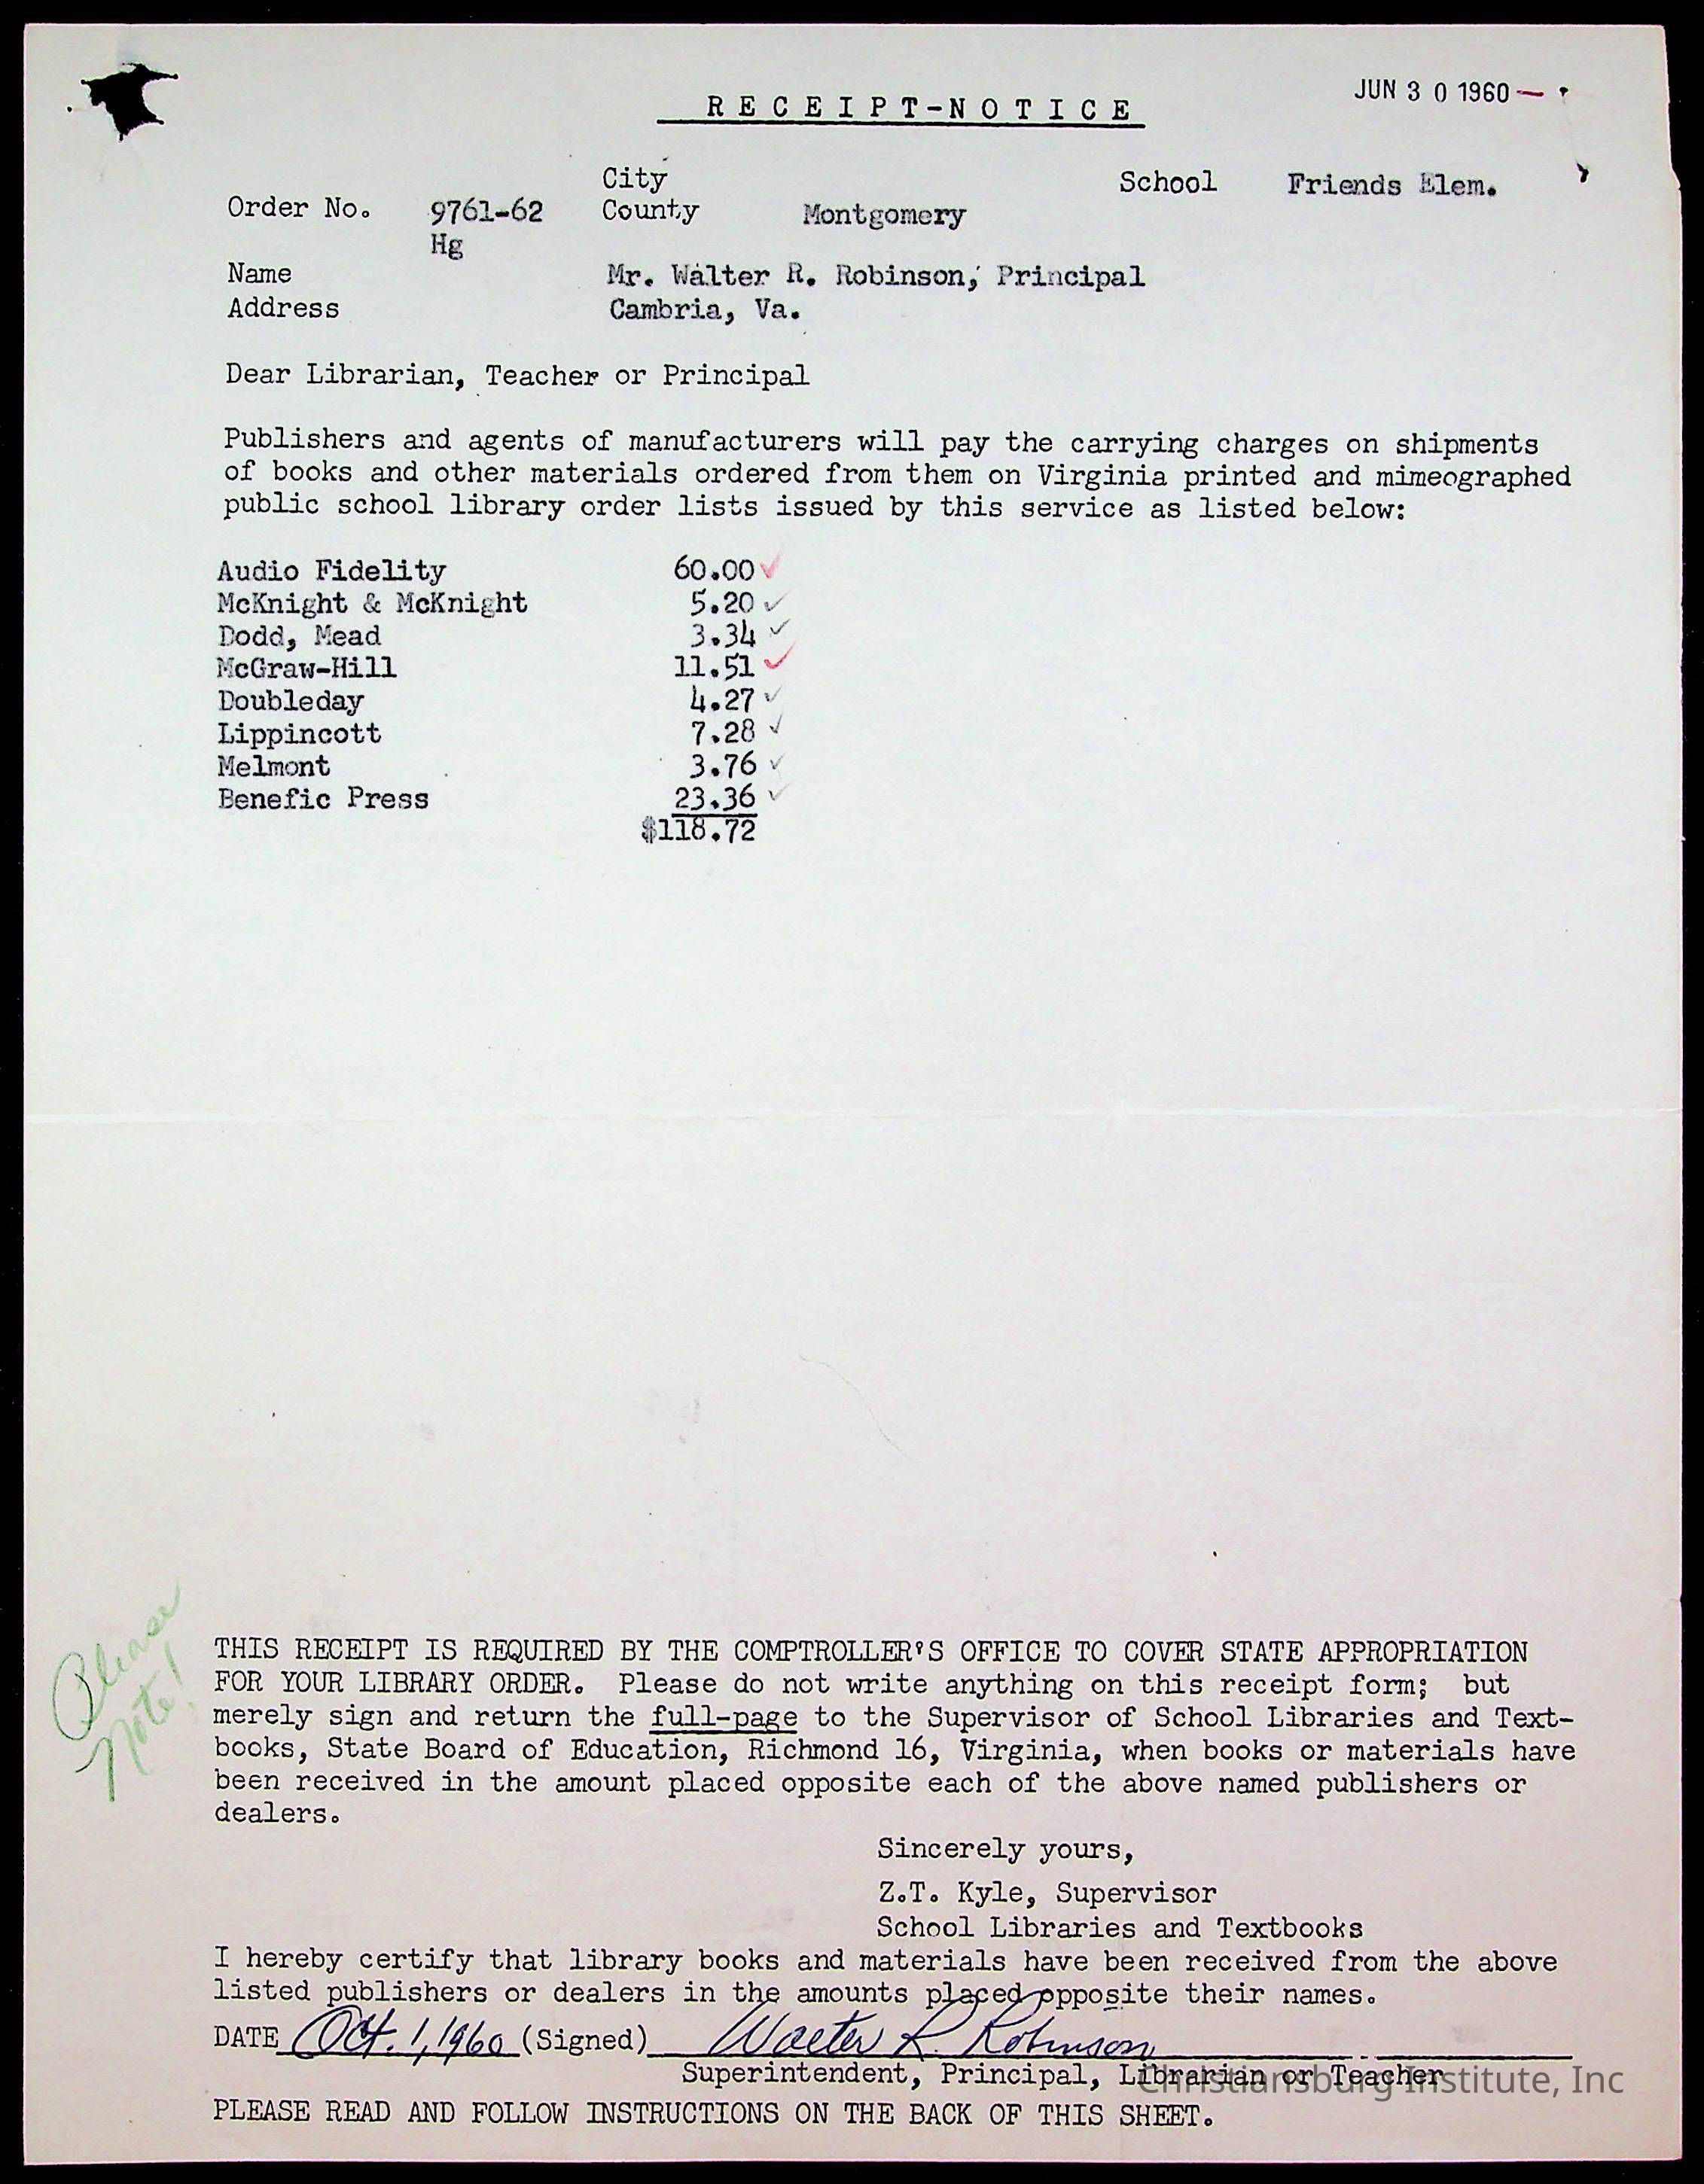 JUN 30 1960
RECEIPT-NOTICE
City
School Friends Elem.
Order No. 9761-62 County Montgomery
Hg
Name Mr. Walter R. Robinson, Principal
Address Cambria, Va.
Dear Librarian, Teacher or Principal
Publishers and agents of manufacturers will pay the carrying charges on shipments
of books and other materials ordered from them on Virginia printed and mimeographed
public school library order lists issued by this service as listed below:
Audio Fidelity 60.00 ✓
McKnight & McKnight 5.20 ✓
Dodd, Mead 3.34 ✓
McGraw-Hill 11.51 ✓
Doubleday 4.27 ✓
Lippincott 7.28 ✓
Melmont 3.76 ✓
Benefic Press 23.36 ✓
$118.72
Please
Note!
THIS RECEIPT IS REQUIRED BY THE COMPTROLLER'S OFFICE TO COVER STATE APPROPRIATION
FOR YOUR LIBRARY ORDER. Please do not write anything on this receipt form; but
merely sign and return the full-page to the Supervisor of School Libraries and Text-
books, State Board of Education, Richmond 16, Virginia, when books or materials have
been received in the amount placed opposite each of the above named publishers or
dealers.
Sincerely yours,
Z.T. Kyle, Supervisor
School Libraries and Textbooks
I hereby certify that library books and materials have been received from the above
listed publishers or dealers in the amounts placed opposite their names.
DATE Oct. 1, 1960 (Signed) Walter R. Robinson
Superintendent, Principal, Librarian or Teacher
Christiansburg Institute, Inc
PLEASE READ AND FOLLOW INSTRUCTIONS ON THE BACK OF THIS SHEET.